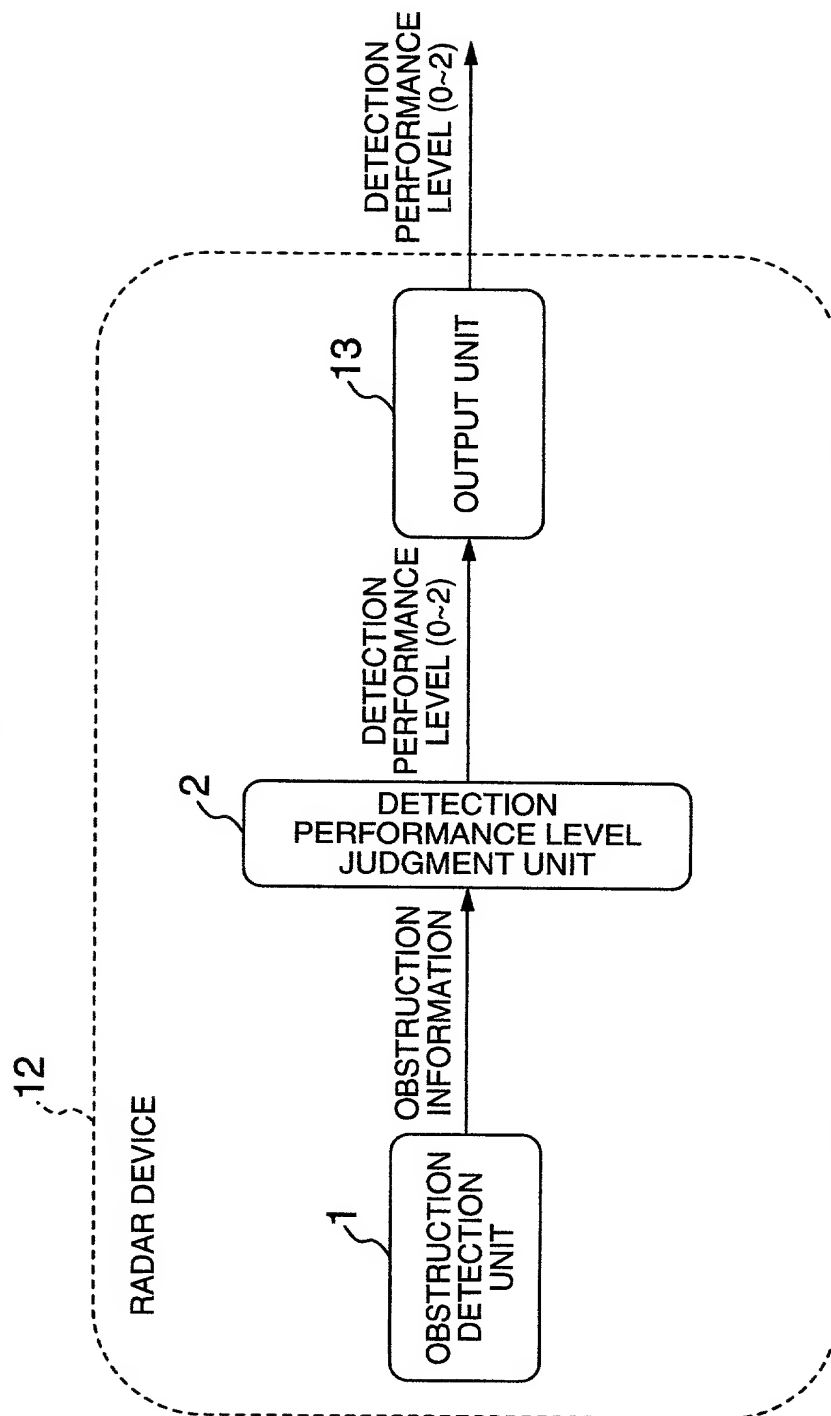 12
RADAR DEVICE
1
OBSTRUCTION
DETECTION
UNIT
OBSTRUCTION
INFORMATION
2
DETECTION
PERFORMANCE LEVEL
JUDGMENT UNIT
DETECTION
PERFORMANCE
LEVEL (0~2)
13
OUTPUT UNIT
DETECTION
PERFORMANCE
LEVEL (0~2)